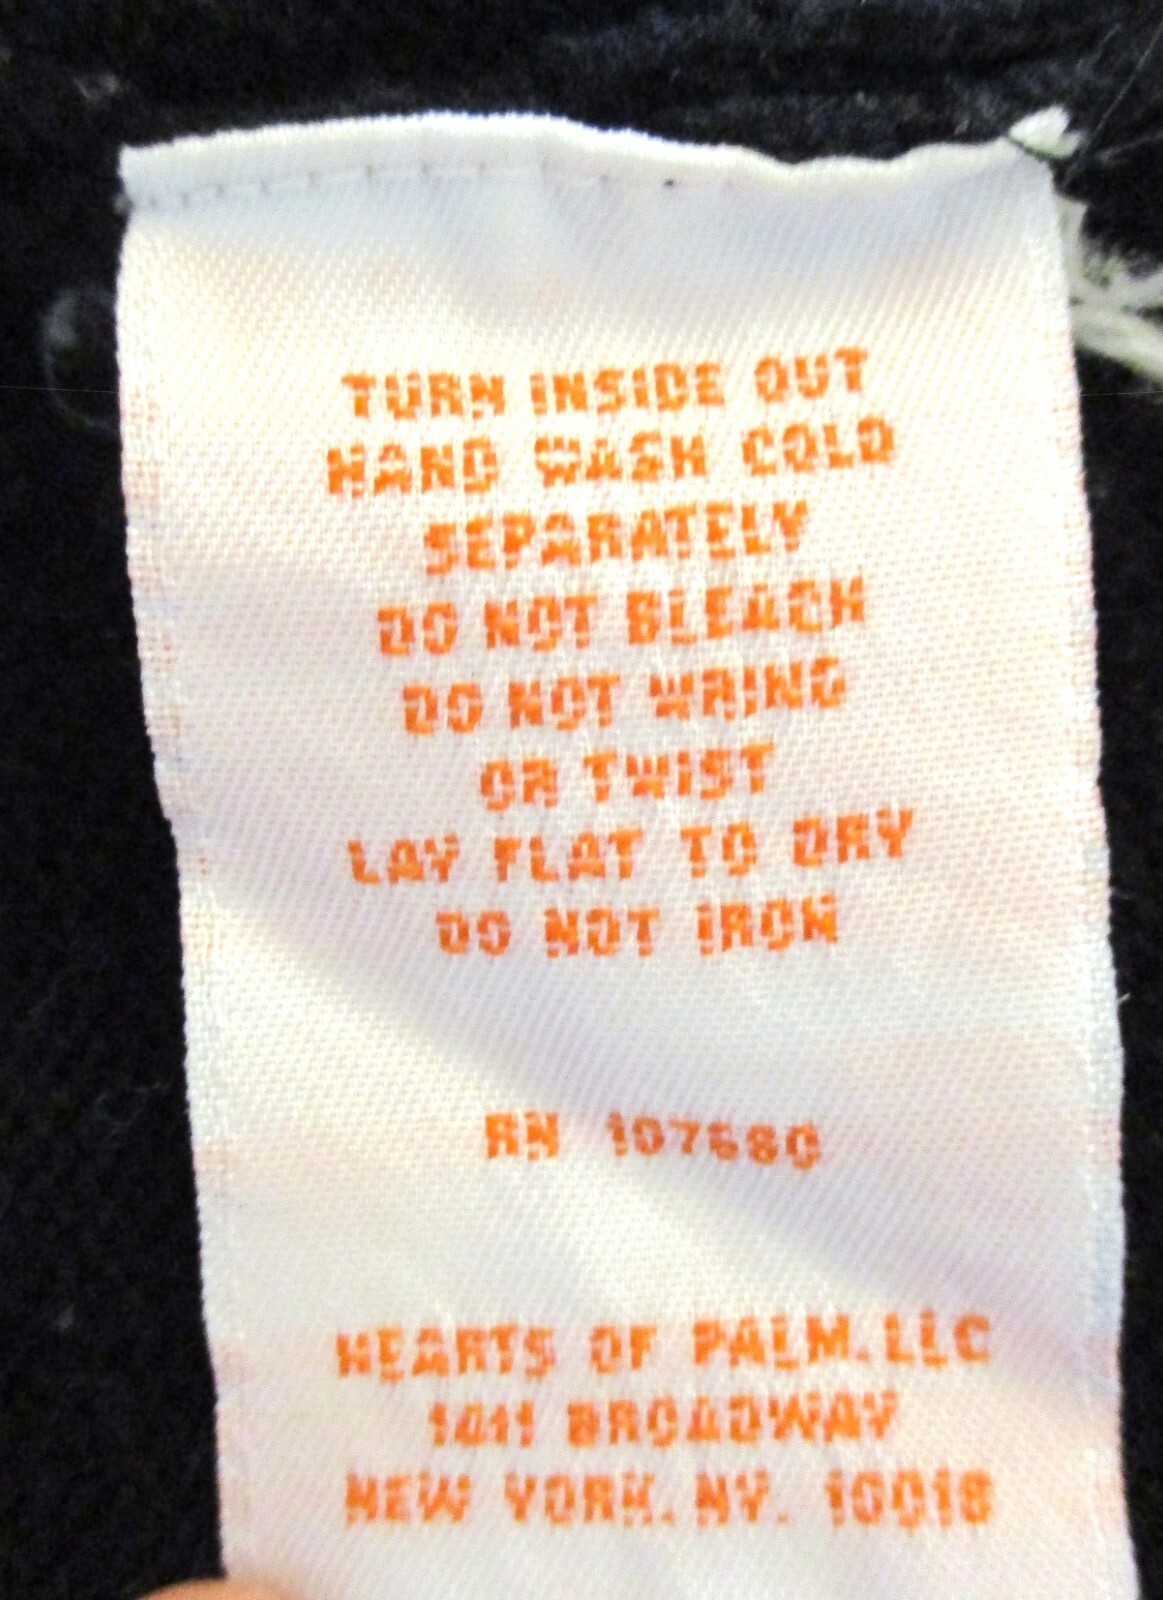 TURN INSIDE OUT
HAND WASH COLD
SEPARATELY
DO NOT BLEACH
DO NOT WRING
OR TWIST
LAY FLAT TO DRY
DO NOT IRON
RN 107680
HEARTS OF PALM.LLC
1411 BROADWAY
NEW YORK. NY. 10018